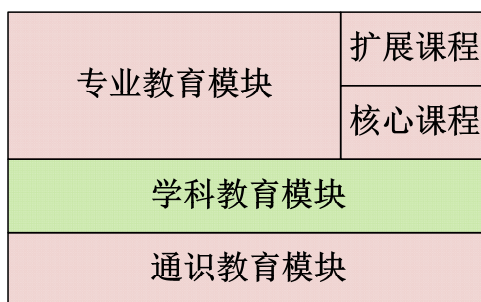 专业教育模块
扩展课程
核心课程
学科教育模块
通识教育模块